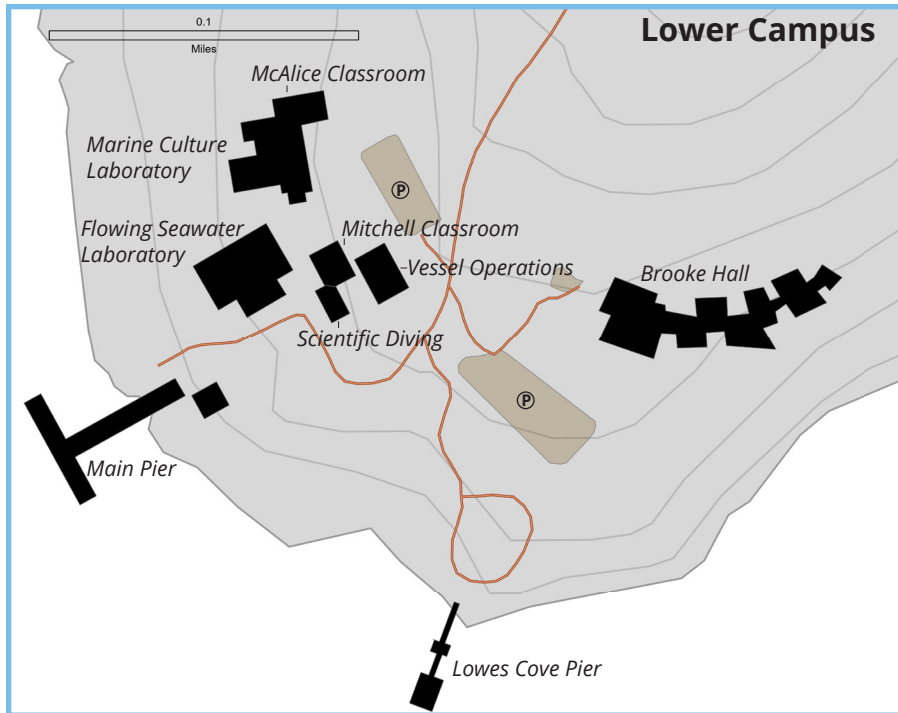 Lower Campus
0.1
Miles
McAlice Classroom
Marine Culture
Laboratory
P
Flowing Seawater
Laboratory
Mitchell Classroom
Vessel Operations
Brooke Hall
Scientific Diving
P
Main Pier
Lowes Cove Pier